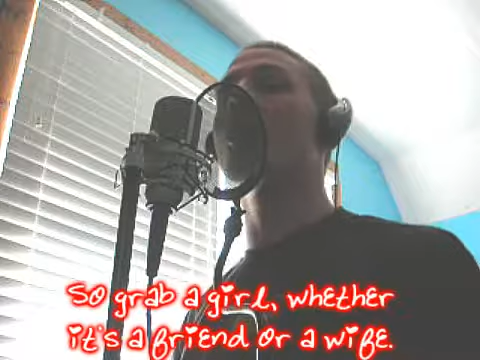 So grab a girl, whether
it's a friend or a wife.